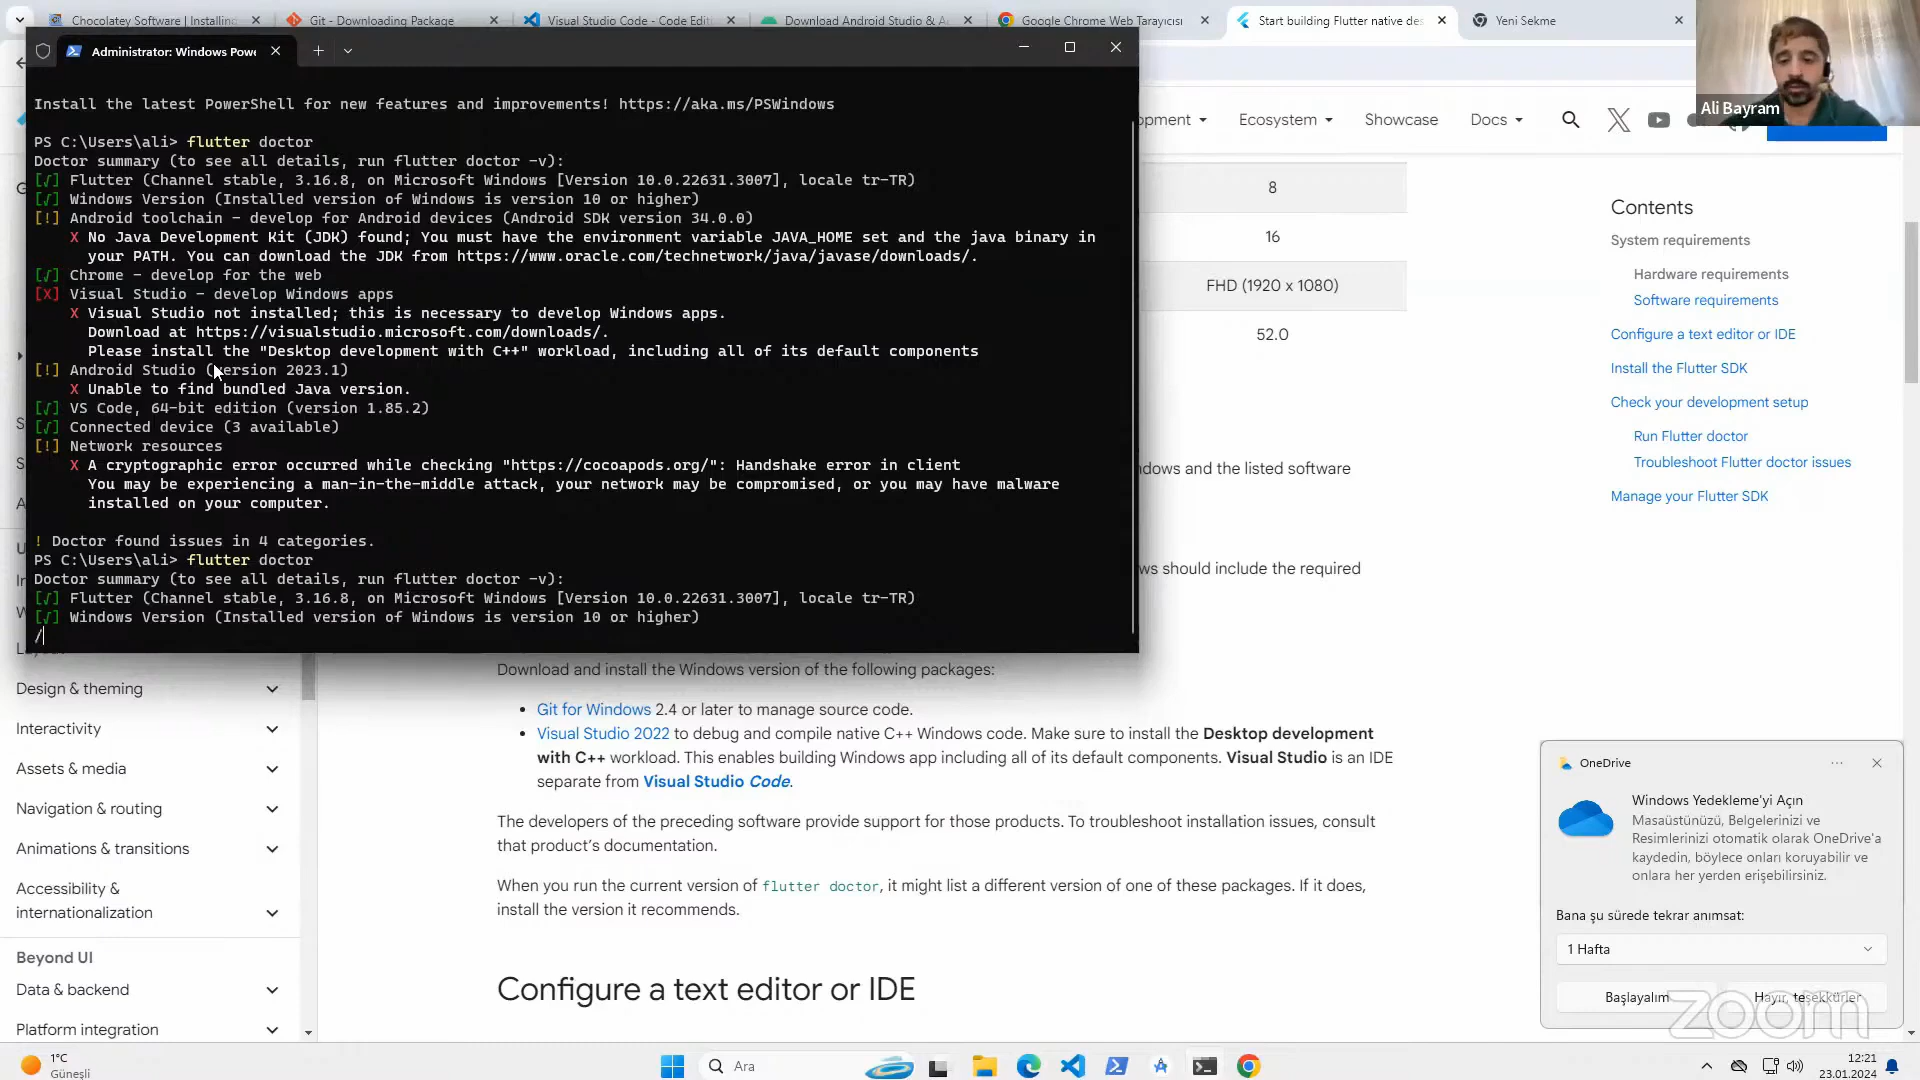 Chocolatey Software | Installing
Git - Downloading Package
Visual Studio Code - Code Edit
Download Android Studio & A
Google Chrome Web Tarayıcısı
Start building Flutter native de
Yeni Sekme
Administrator: Windows Powe
Ali Bayram
Install the latest PowerShell for new features and improvements! https://aka.ms/PSWindows
PS C:\Users\ali> flutter doctor
Doctor summary (to see all details, run flutter doctor -v):
[√] Flutter (Channel stable, 3.16.8, on Microsoft Windows [Version 10.0.22631.3007], locale tr-TR)
[√] Windows Version (Installed version of Windows is version 10 or higher)
[!] Android toolchain - develop for Android devices (Android SDK version 34.0.0)
X No Java Development Kit (JDK) found; You must have the environment variable JAVA_HOME set and the java binary in
your PATH. You can download the JDK from https://www.oracle.com/technetwork/java/javase/downloads/.
[√] Chrome - develop for the web
[X] Visual Studio - develop Windows apps
X Visual Studio not installed; this is necessary to develop Windows apps.
Download at https://visualstudio.microsoft.com/downloads/.
Please install the "Desktop development with C++" workload, including all of its default components
[!] Android Studio (version 2023.1)
X Unable to find bundled Java version.
[√] VS Code, 64-bit edition (version 1.85.2)
[√] Connected device (3 available)
[!] Network resources
X A cryptographic error occurred while checking "https://cocoapods.org/": Handshake error in client
You may be experiencing a man-in-the-middle attack, your network may be compromised, or you may have malware
installed on your computer.
! Doctor found issues in 4 categories.
PS C:\Users\ali> flutter doctor
Doctor summary (to see all details, run flutter doctor -v):
[√] Flutter (Channel stable, 3.16.8, on Microsoft Windows [Version 10.0.22631.3007], locale tr-TR)
[√] Windows Version (Installed version of Windows is version 10 or higher)
/
opment
Ecosystem
Showcase
Docs
8
16
FHD (1920 x 1080)
52.0
ndows and the listed software
ws should include the required
Contents
System requirements
Hardware requirements
Software requirements
Configure a text editor or IDE
Install the Flutter SDK
Check your development setup
Run Flutter doctor
Troubleshoot Flutter doctor issues
Manage your Flutter SDK
Design & theming
Interactivity
Assets & media
Navigation & routing
Animations & transitions
Accessibility &
internationalization
Beyond UI
Data & backend
Platform integration
Download and install the Windows version of the following packages:
• Git for Windows 2.4 or later to manage source code.
• Visual Studio 2022 to debug and compile native C++ Windows code. Make sure to install the Desktop development
with C++ workload. This enables building Windows app including all of its default components. Visual Studio is an IDE
separate from Visual Studio Code.
The developers of the preceding software provide support for those products. To troubleshoot installation issues, consult
that product's documentation.
When you run the current version of flutter doctor, it might list a different version of one of these packages. If it does,
install the version it recommends.
Configure a text editor or IDE
OneDrive
Windows Yedekleme'yi Açın
Masaüstünüzü, Belgelerinizi ve
Resimlerinizi otomatik olarak OneDrive'a
kaydedin, böylece onları koruyabilir ve
onlara her yerden erişebilirsiniz.
Bana şu sürede tekrar anımsat:
1 Hafta
Başlayalım
Hayır, teşekkürler
zoom
1°C
Güneşli
Ara
12:21
23.01.2024